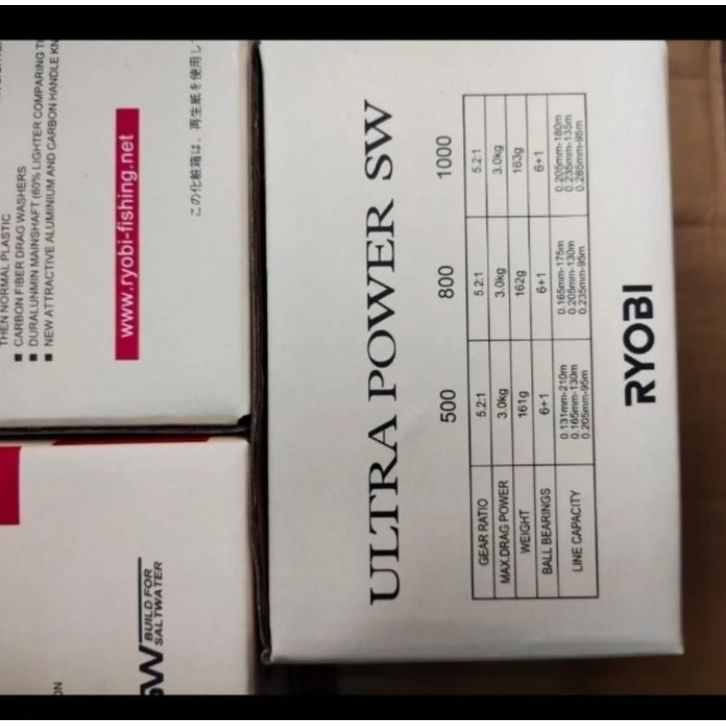 ULTRA POWER SW
500 800 1000
GEAR RATIO 5.2:1 5.2:1 5.2:1
MAX.DRAG POWER 3.0kg 3.0kg 3.0kg
WEIGHT 161g 162g 163g
BALL BEARINGS 6+1 6+1 6+1
LINE CAPACITY
0.131mm-210m 0.165mm-175m 0.205mm-180m
0.165mm-130m 0.205mm-130m 0.235mm-135m
0.205mm-95m 0.235mm-95m 0.285mm-95m
RYOBI
THEN NORMAL PLASTIC
■ CARBON FIBER DRAG WASHERS
■ DURALUNMIN MAINSHAFT (60% LIGHTER COMPARING
■ NEW ATTRACTIVE ALUMINIUM AND CARBON HANDLE
www.ryobi-fishing.net
この化粧箱は、再生紙を使用し
SW BUILD FOR
SALTWATER